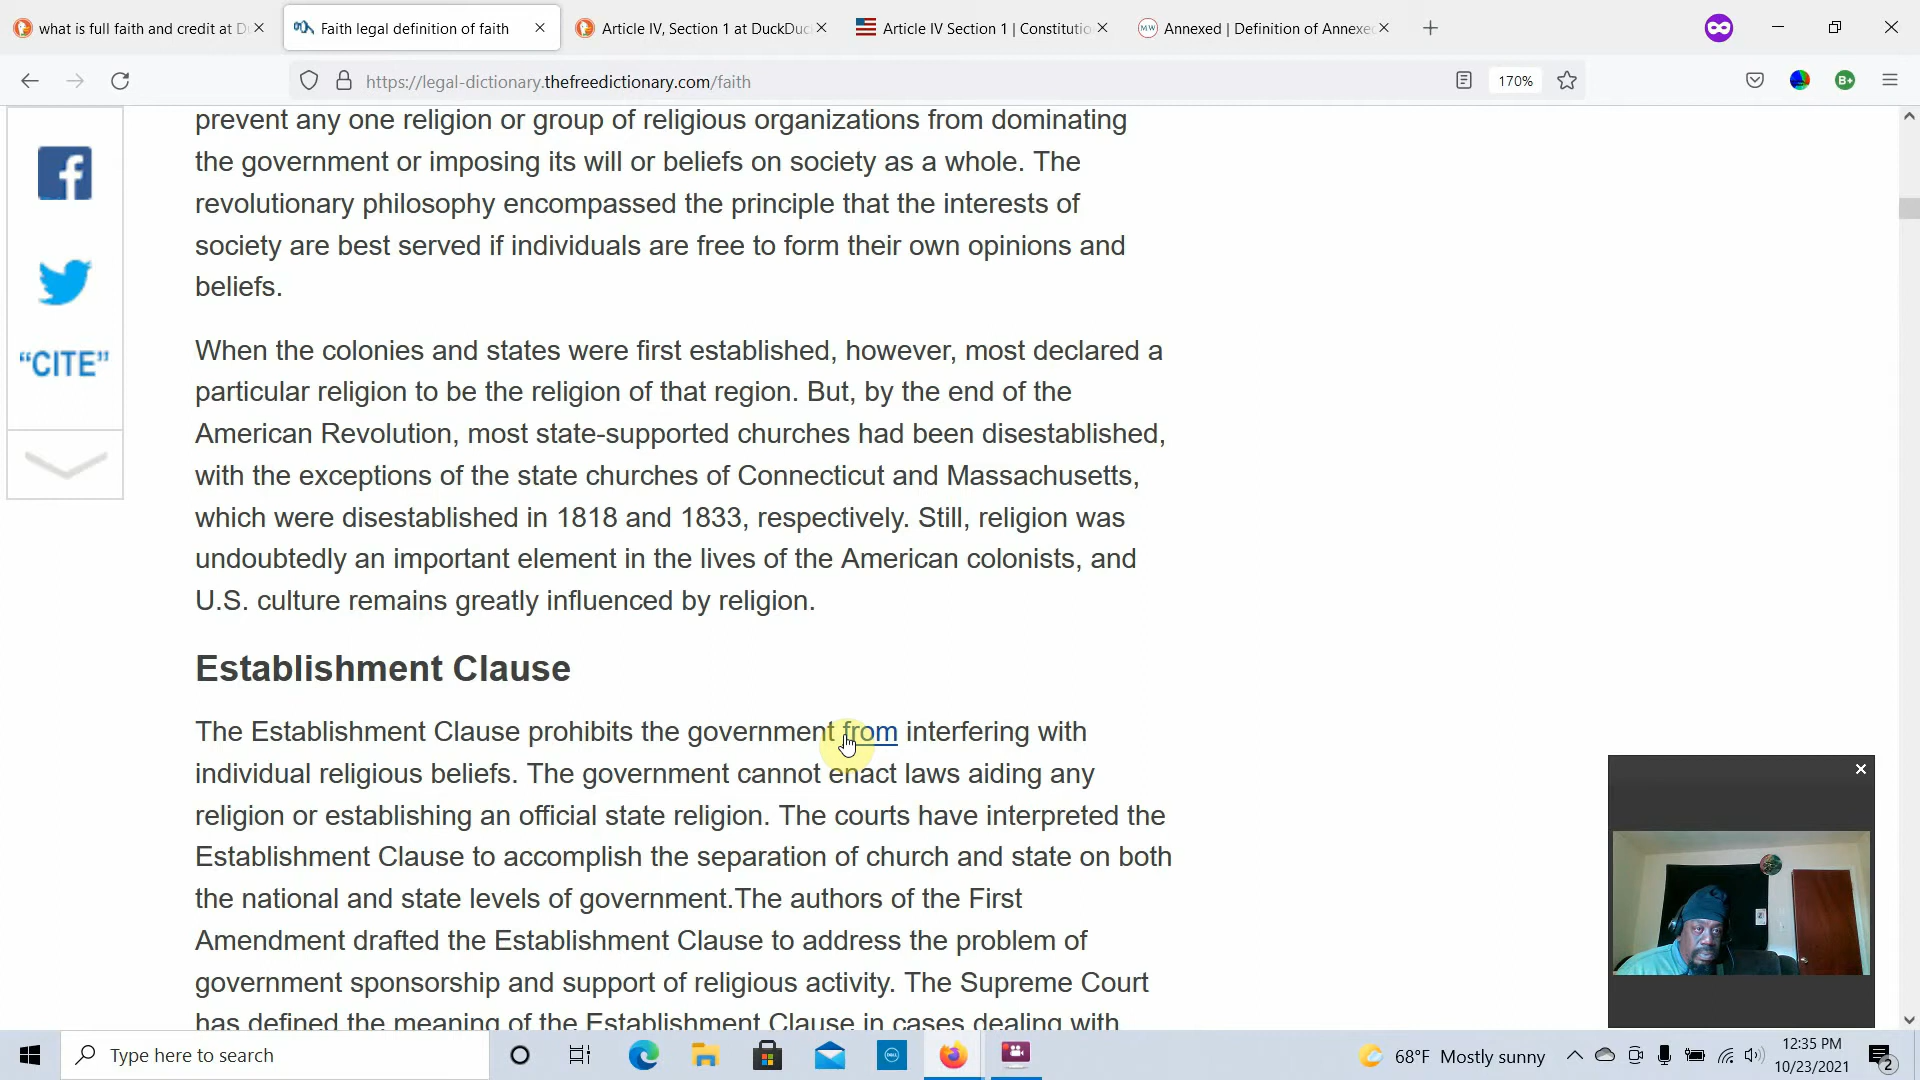 what is full faith and credit at D
Faith legal definition of faith
Article IV, Section 1 at DuckDuc
Article IV Section 1 | Constitutio
MW
Annexed | Definition of Annexed
https://legal-dictionary.thefreedictionary.com/faith
170%
B+
prevent any one religion or group of religious organizations from dominating
the government or imposing its will or beliefs on society as a whole. The
revolutionary philosophy encompassed the principle that the interests of
society are best served if individuals are free to form their own opinions and
beliefs.
“CITE”
When the colonies and states were first established, however, most declared a
particular religion to be the religion of that region. But, by the end of the
American Revolution, most state-supported churches had been disestablished,
with the exceptions of the state churches of Connecticut and Massachusetts,
which were disestablished in 1818 and 1833, respectively. Still, religion was
undoubtedly an important element in the lives of the American colonists, and
U.S. culture remains greatly influenced by religion.
Establishment Clause
The Establishment Clause prohibits the government from interfering with
individual religious beliefs. The government cannot enact laws aiding any
religion or establishing an official state religion. The courts have interpreted the
Establishment Clause to accomplish the separation of church and state on both
the national and state levels of government.The authors of the First
Amendment drafted the Establishment Clause to address the problem of
government sponsorship and support of religious activity. The Supreme Court
has defined the meaning of the Establishment Clause in cases dealing with
Type here to search
DELL
68°F Mostly sunny
12:35 PM
10/23/2021
2